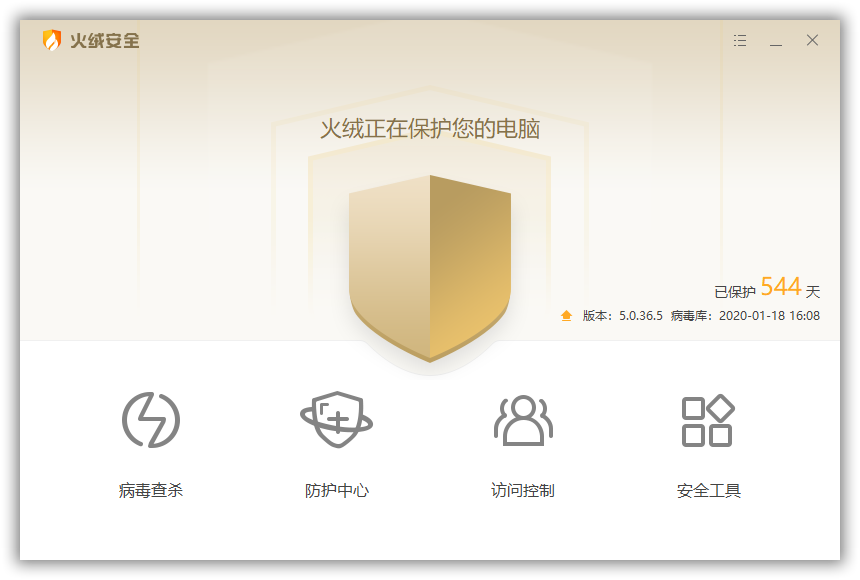 火绒安全
火绒正在保护您的电脑
已保护 544 天
版本：5.0.36.5 病毒库：2020-01-18 16:08
病毒查杀 防护中心 访问控制 安全工具